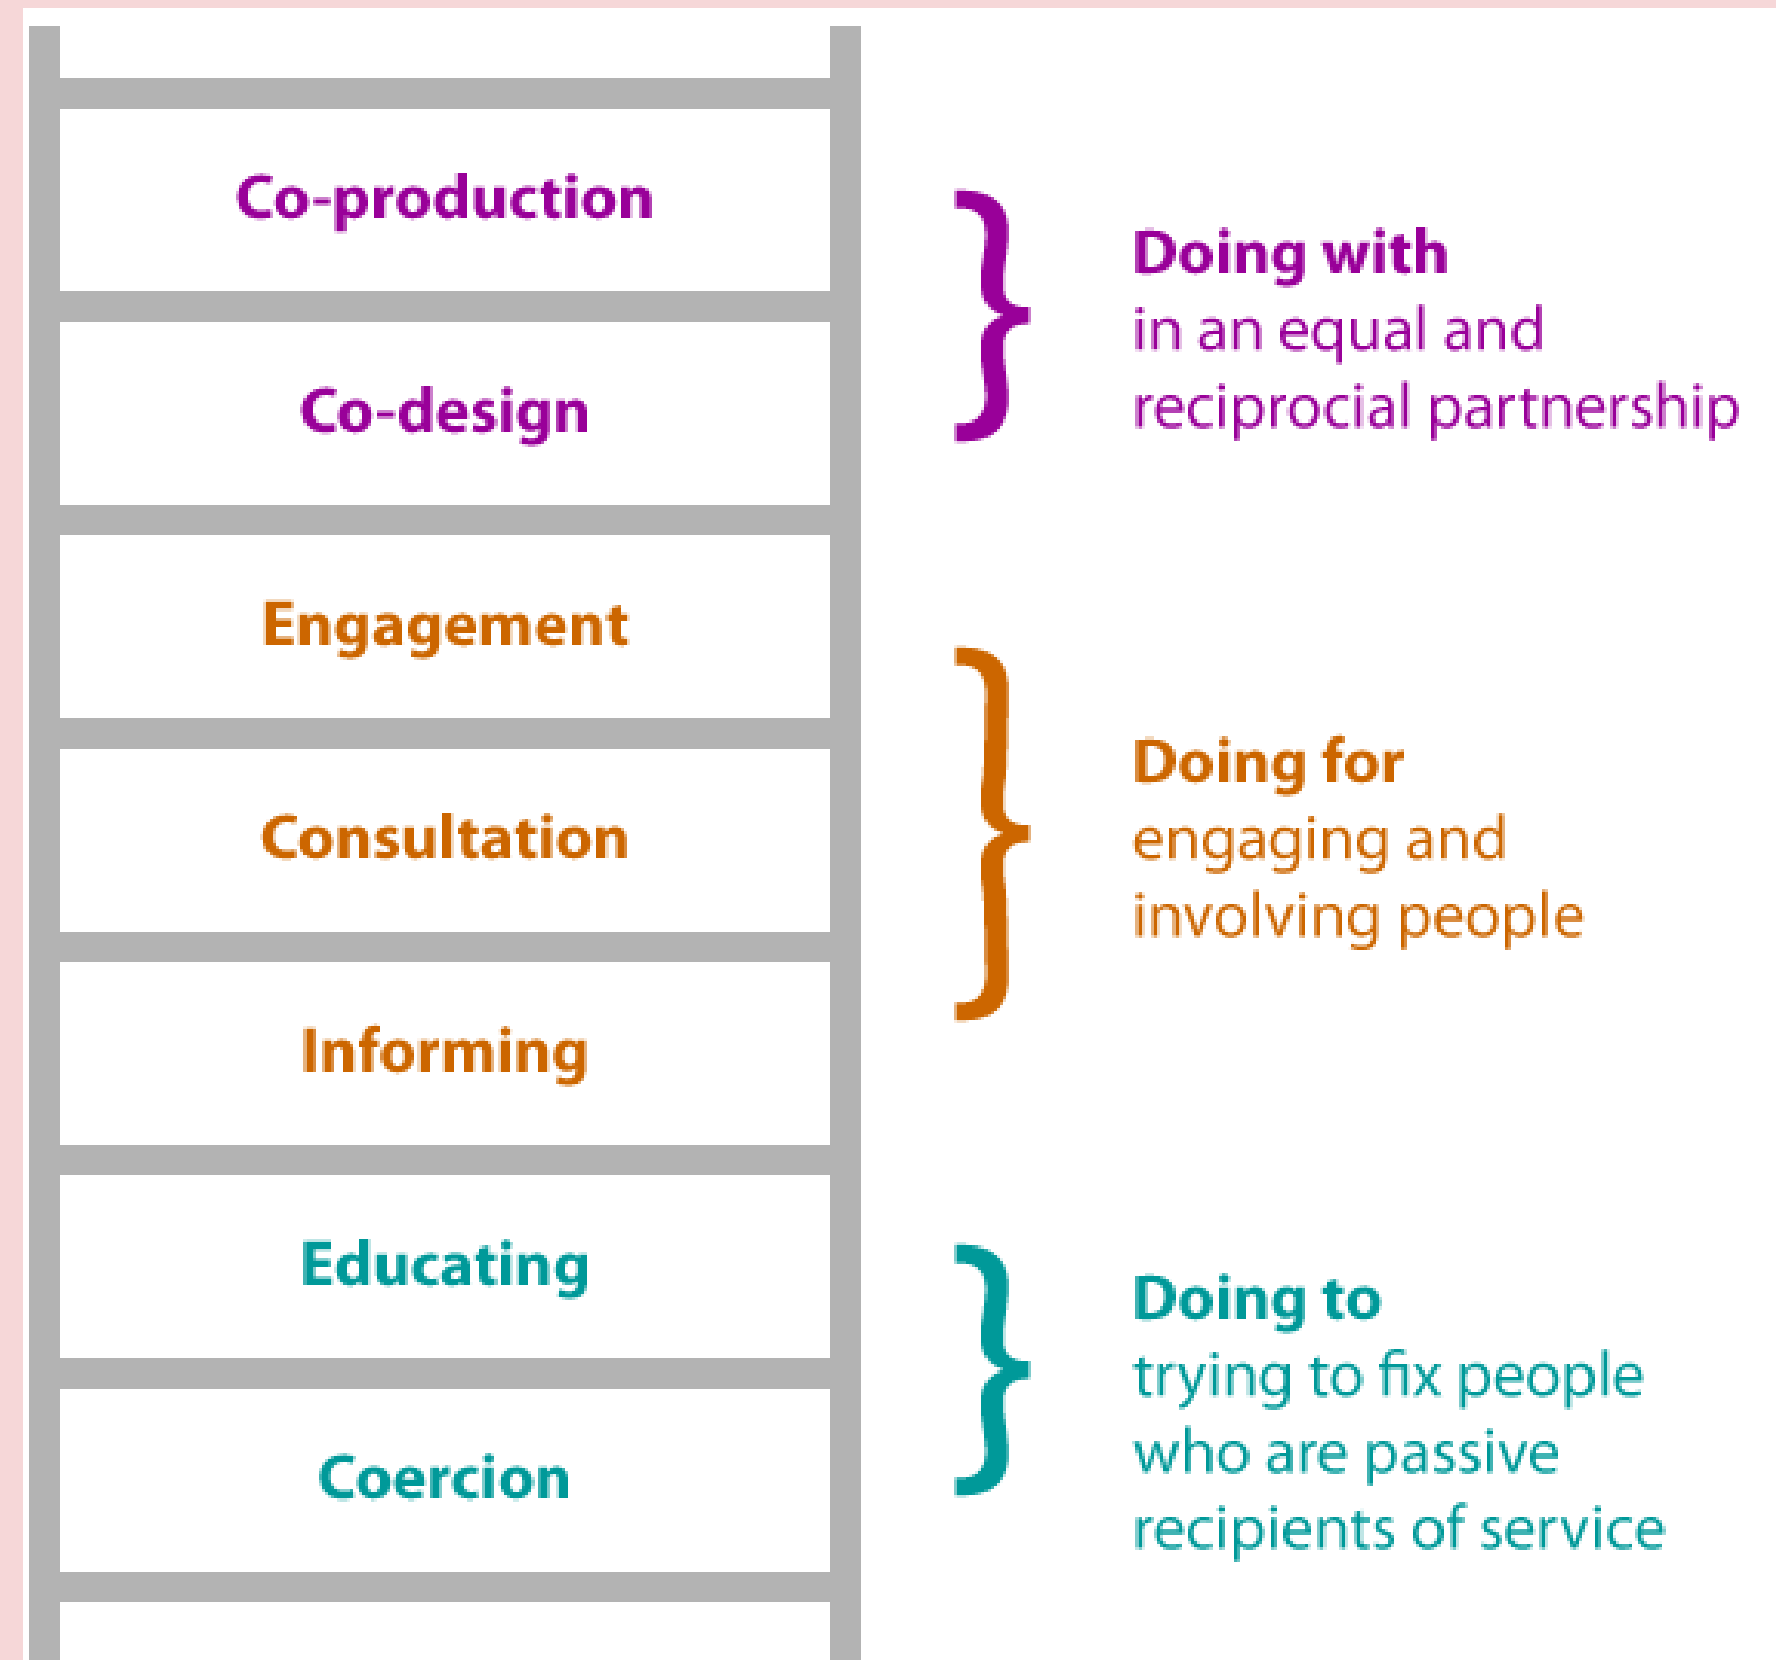 Co-production
Co-design
Doing with
in an equal and
reciprocial partnership
Engagement
Consultation
Informing
Doing for
engaging and
involving people
Educating
Coercion
Doing to
trying to fix people
who are passive
recipients of service